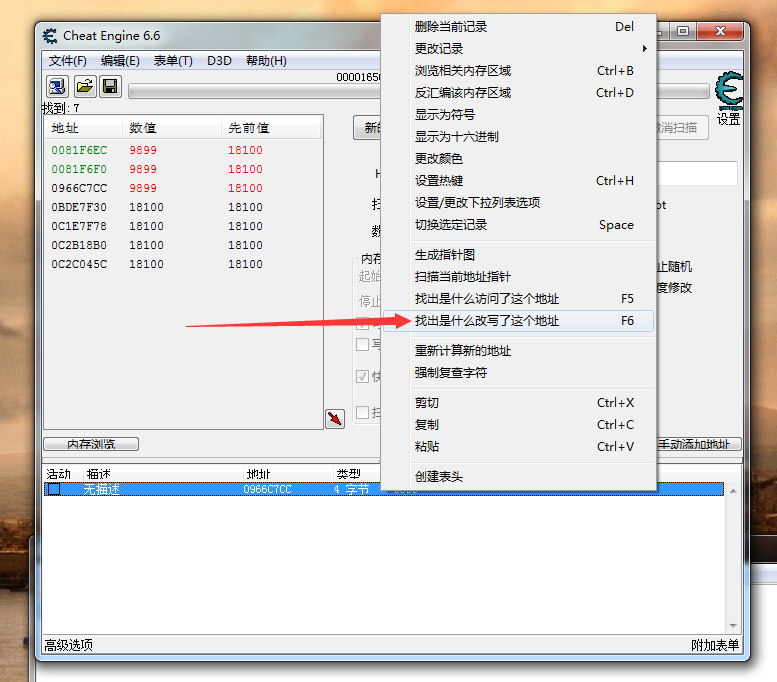 Cheat Engine 6.6
文件(F) 编辑(E) 表单(T) D3D 帮助(H)
0000165
找到: 7
设置
地址 数值 先前值
0081F6EC 9899 18100
0081F6F0 9899 18100
0966C7CC 9899 18100
0BDE7F30 18100 18100
0C1E7F78 18100 18100
0C2B18B0 18100 18100
0C2C045C 18100 18100
新的
取消扫描
内存
起始
停止
写
快
扫
止随机
度修改
删除当前记录 Del
更改记录
浏览相关内存区域 Ctrl+B
反汇编该内存区域 Ctrl+D
显示为符号
显示为十六进制
更改颜色
设置热键 Ctrl+H
设置/更改下拉列表选项
切换选定记录 Space
生成指针图
扫描当前地址指针
找出是什么访问了这个地址 F5
找出是什么改写了这个地址 F6
重新计算新的地址
强制复查字符
剪切 Ctrl+X
复制 Ctrl+C
粘贴 Ctrl+V
创建表头
内存浏览
手动添加地址
活动 描述 地址 类型
无描述 0966C7CC 4 字节
高级选项 附加表单